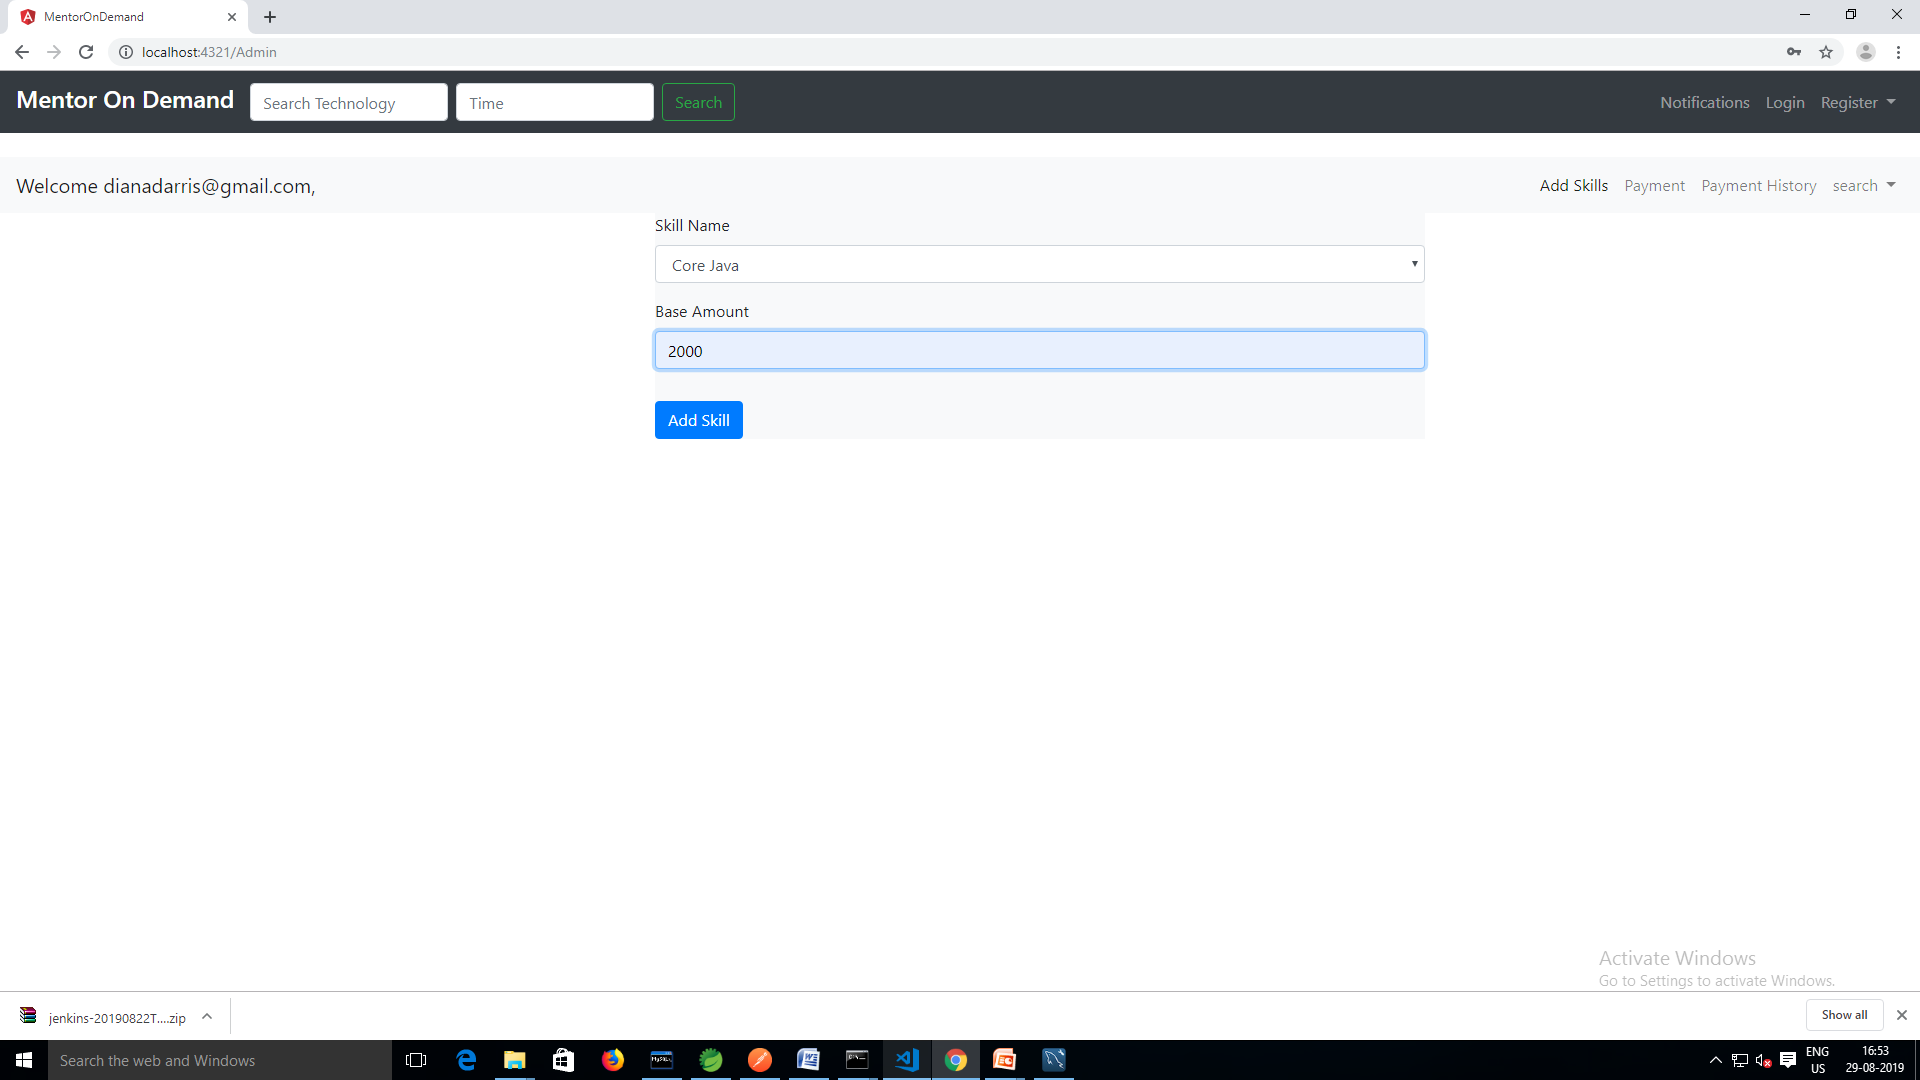 MentorOnDemand
localhost:4321/Admin
Mentor On Demand
Search Technology
Time
Search
Notifications
Login
Register
Welcome dianadarris@gmail.com,
Add Skills
Payment
Payment History
search
Skill Name
Core Java
Base Amount
2000
Add Skill
Activate Windows
Go to Settings to activate Windows.
jenkins-20190822T....zip
Show all
Search the web and Windows
ENG
US
16:53
29-08-2019